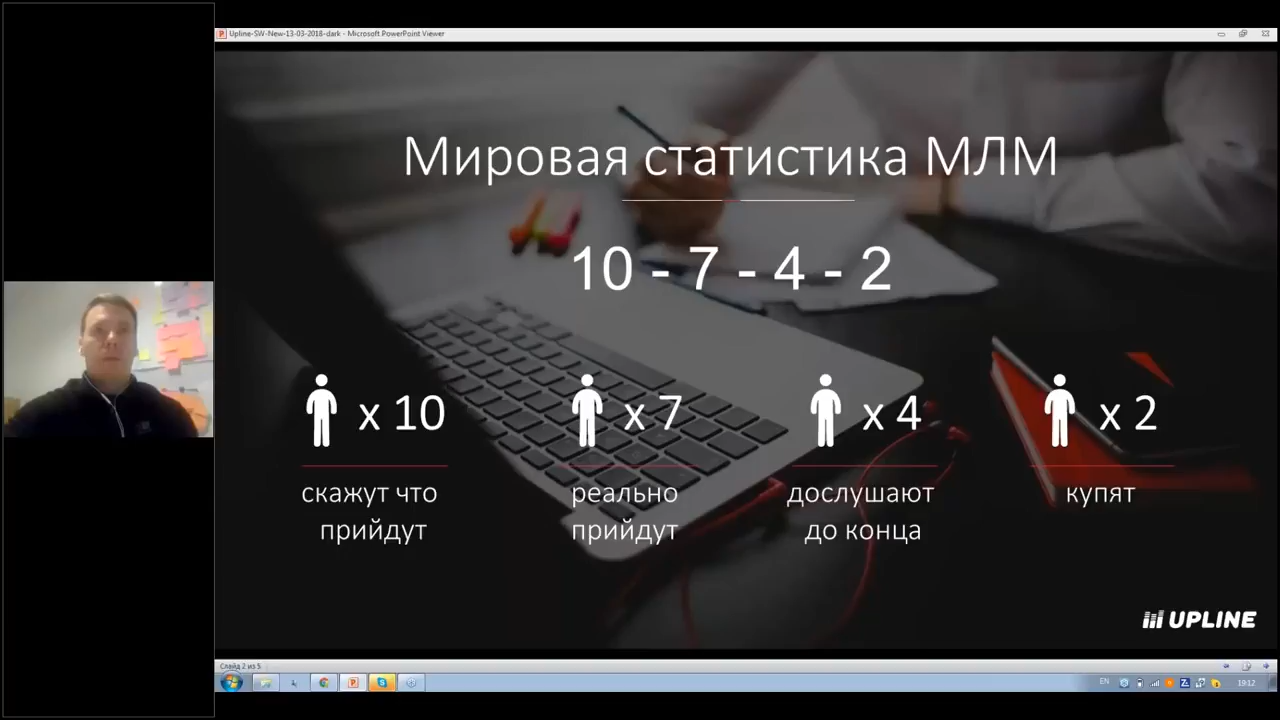 Upline-SW-New-13-03-2018-dark - Microsoft PowerPoint Viewer
Мировая статистика МЛМ
10 - 7 - 4 - 2
x 10
x 7
x 4
x 2
скажут что
прийдут
реально
прийдут
дослушают
до конца
купят
UPLINE
Слайд 2 из 5
EN
19:12